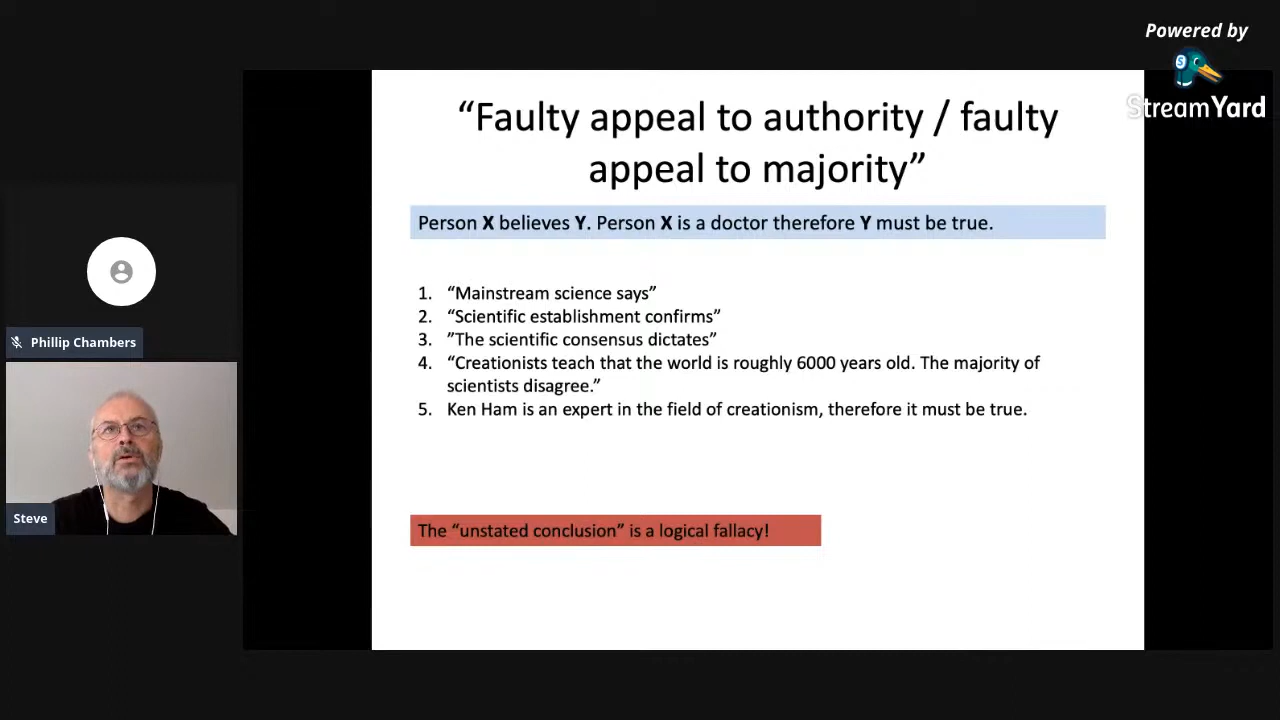 Powered by
StreamYard
“Faulty appeal to authority / faulty
appeal to majority”
Person X believes Y. Person X is a doctor therefore Y must be true.
1. “Mainstream science says”
2. “Scientific establishment confirms”
3. ”The scientific consensus dictates”
4. “Creationists teach that the world is roughly 6000 years old. The majority of
scientists disagree.”
5. Ken Ham is an expert in the field of creationism, therefore it must be true.
The “unstated conclusion” is a logical fallacy!
Phillip Chambers
Steve